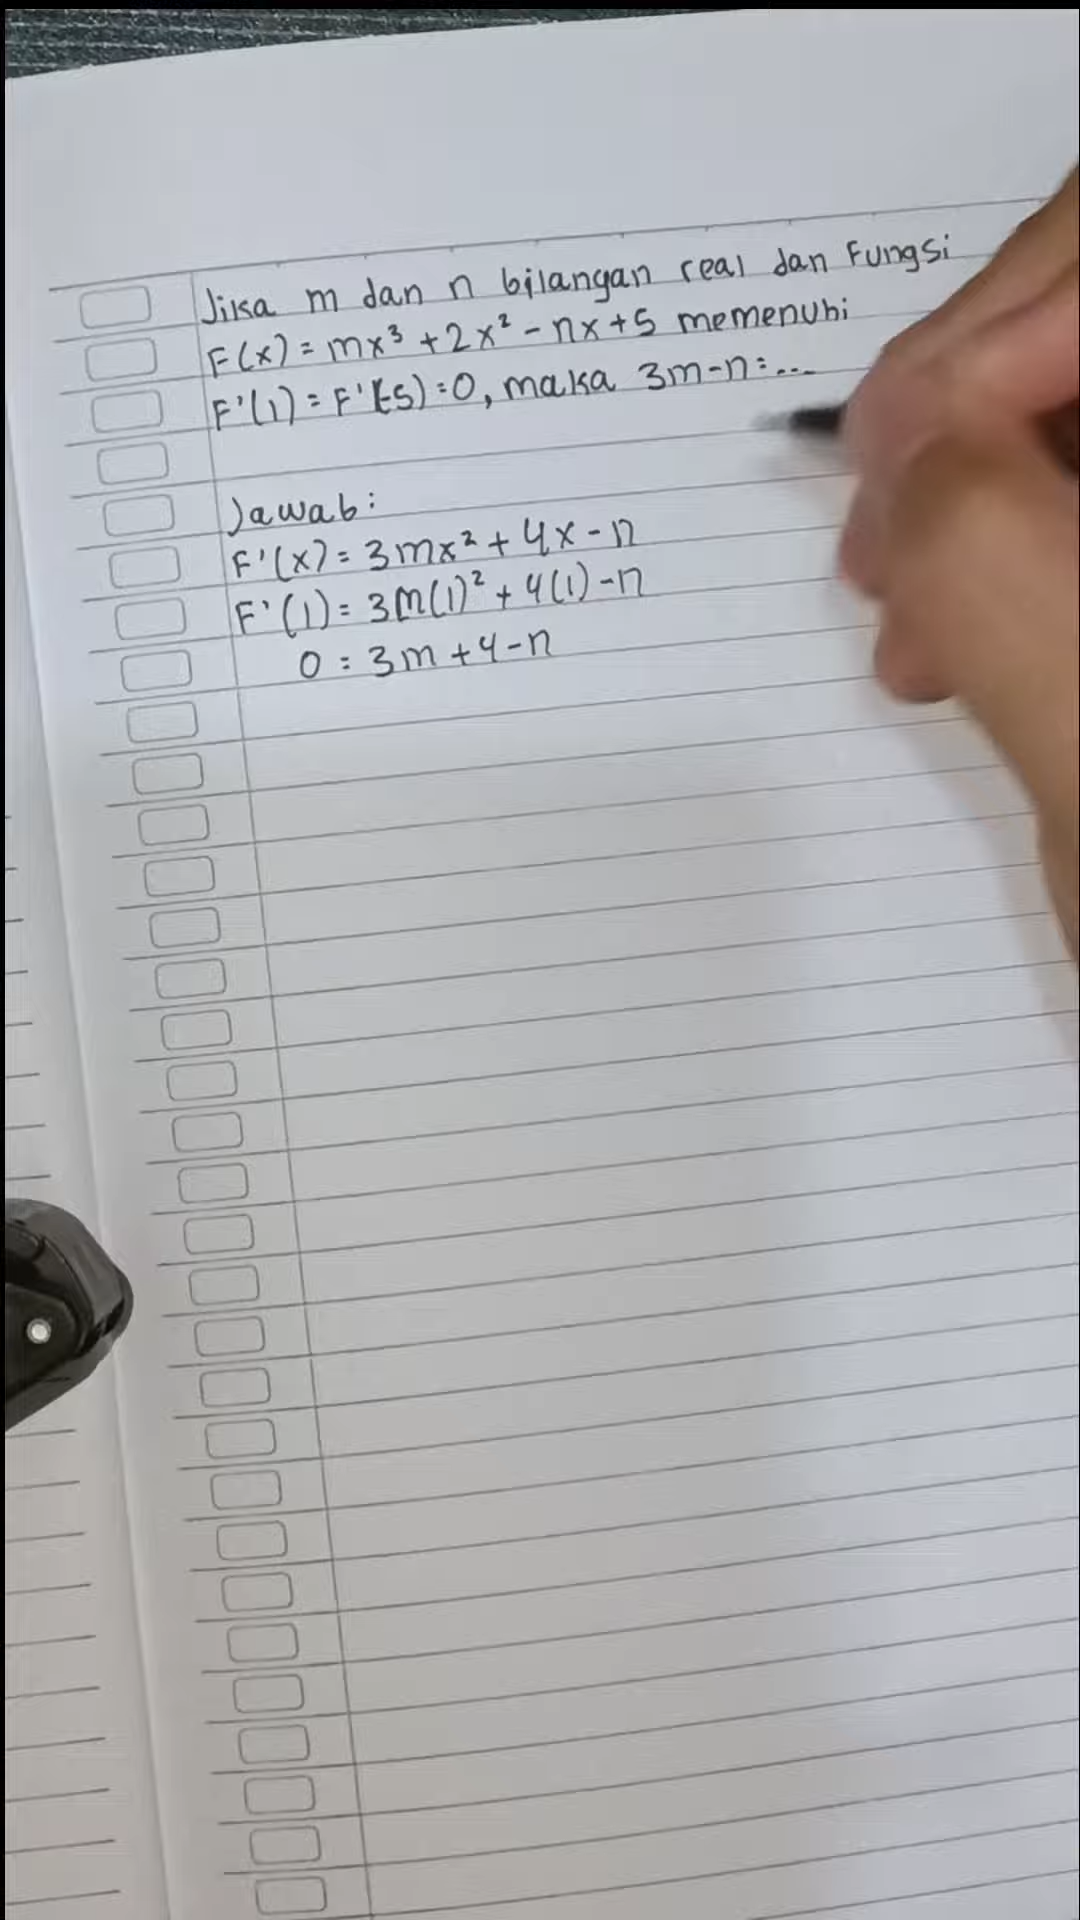 Jika m dan n bilangan real dan Fungsi
F(x) = mx³ + 2x² - nx + 5 memenuhi
F'(1) = F'(-5) = 0, maka 3m - n = ...
Jawab:
F'(x) = 3mx² + 4x - n
F'(1) = 3m(1)² + 4(1) - n
0 = 3m + 4 - n